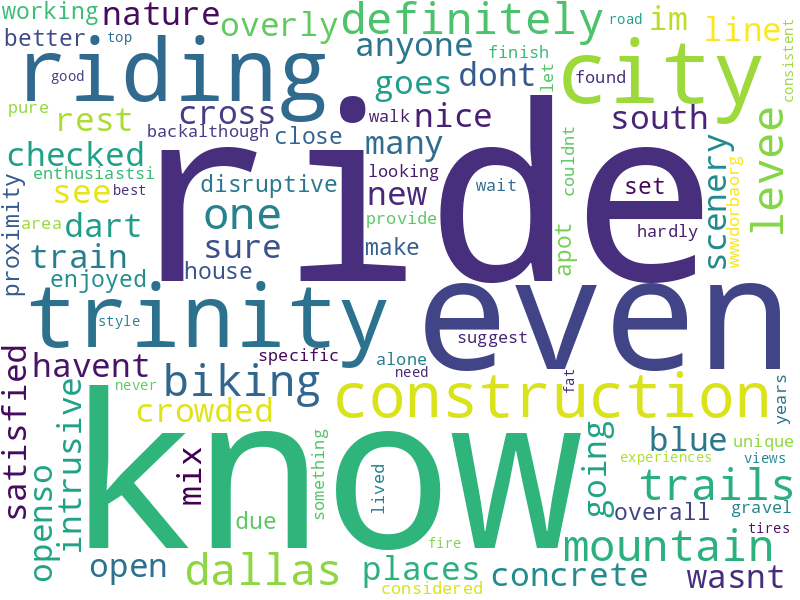 working
nature
overly
definitely
road
im
line
better
top
anyone
finish
consistent
riding
good
goes
dont
city
found
let
pure
rest
cross
walk
nice
south
levee
backalthough
close
many
checked
ride
couldnt
enthusiastsi
looking
scenery
wwwdorbaorg
see
best
disruptive
new
wait
set
proximity
area
dart
one
provide
hardly
train
sure
make
apot
enjoyed
house
trinity
even
style
suggest
specific
alone
need
fat
satisfied
havent
biking
never
construction
years
crowded
intrusive
know
mix
something
going
blue
unique
openso
lived
experiences
views
trails
due
overall
gravel
tires
open
fire
mountain
dallas
places
considered
concrete
wasnt